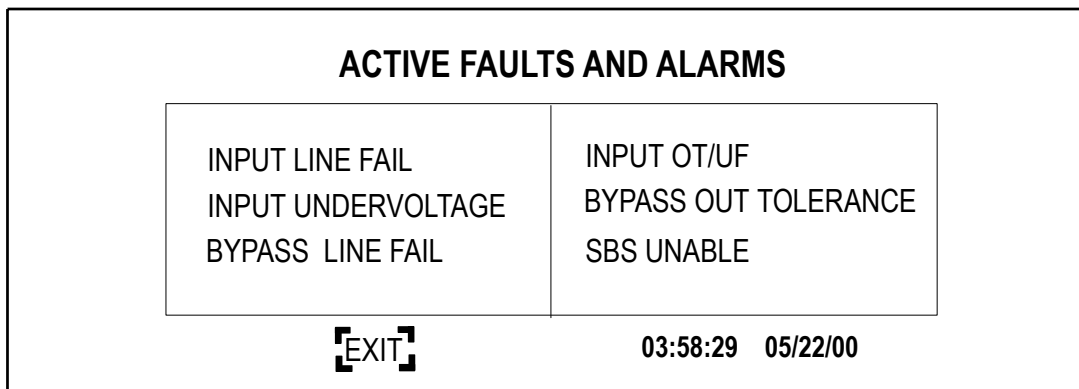 ACTIVE FAULTS AND ALARMS
INPUT LINE FAIL
INPUT UNDERVOLTAGE
BYPASS LINE FAIL
INPUT OT/UF
BYPASS OUT TOLERANCE
SBS UNABLE
EXIT
03:58:29 05/22/00